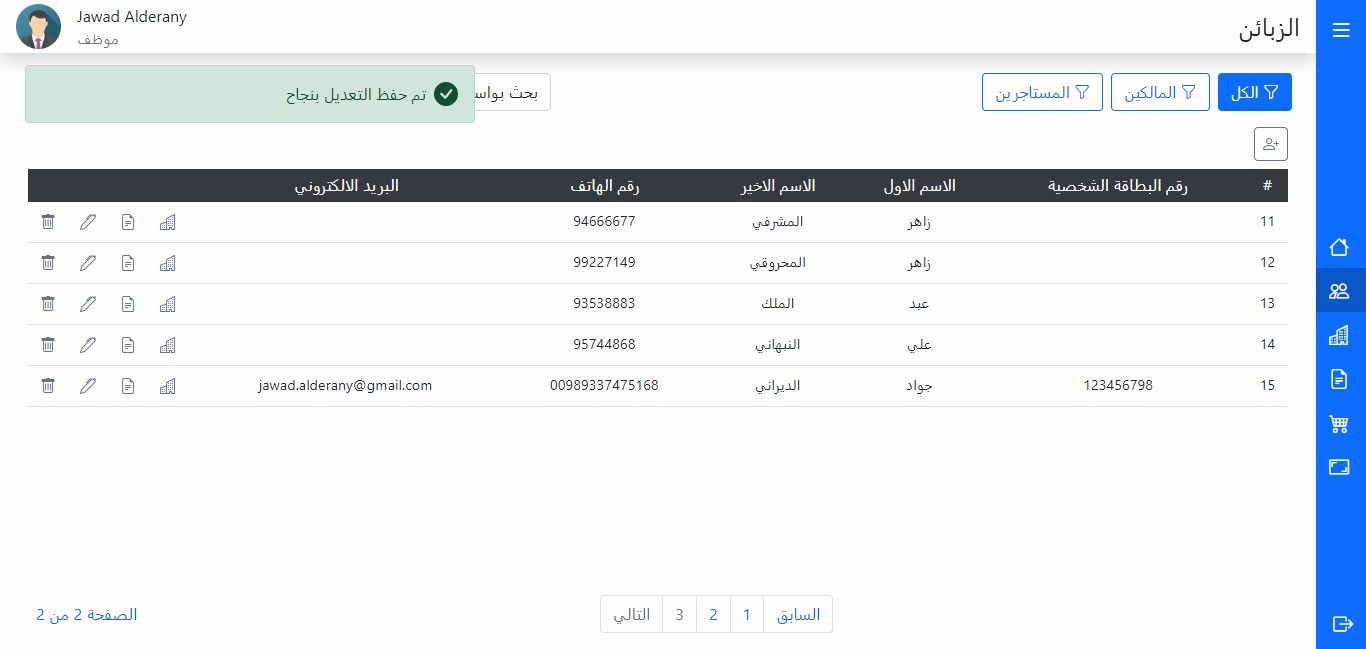 الزبائن
Jawad Alderany
موظف
الكل
المالكين
المستاجرين
بحث
تم حفظ التعديل بنجاح
# رقم البطاقة الشخصية الاسم الاول الاسم الاخير رقم الهاتف البريد الالكتروني
11 زاهر المشرفي 94666677
12 زاهر المحروقي 99227149
13 عبد الملك 93538883
14 علي النبهاني 95744868
15 123456798 جواد الديراني 00989337475168 jawad.alderany@gmail.com
السابق 1 2 3 التالي
الصفحة 2 من 2